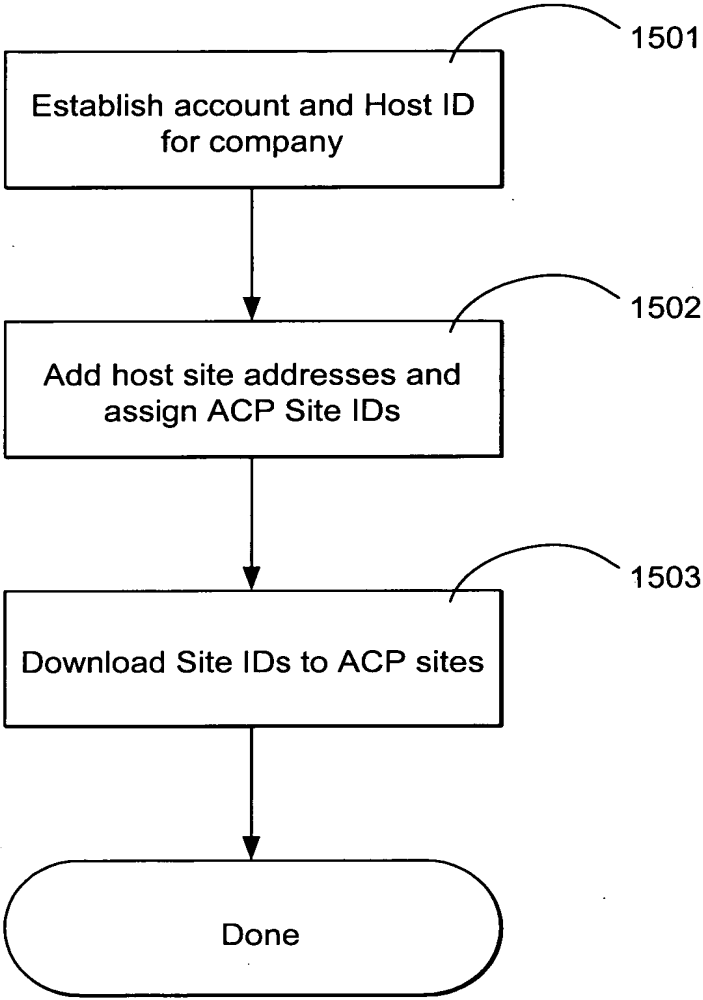 1501
Establish account and Host ID
for company
1502
Add host site addresses and
assign ACP Site IDs
1503
Download Site IDs to ACP sites
Done